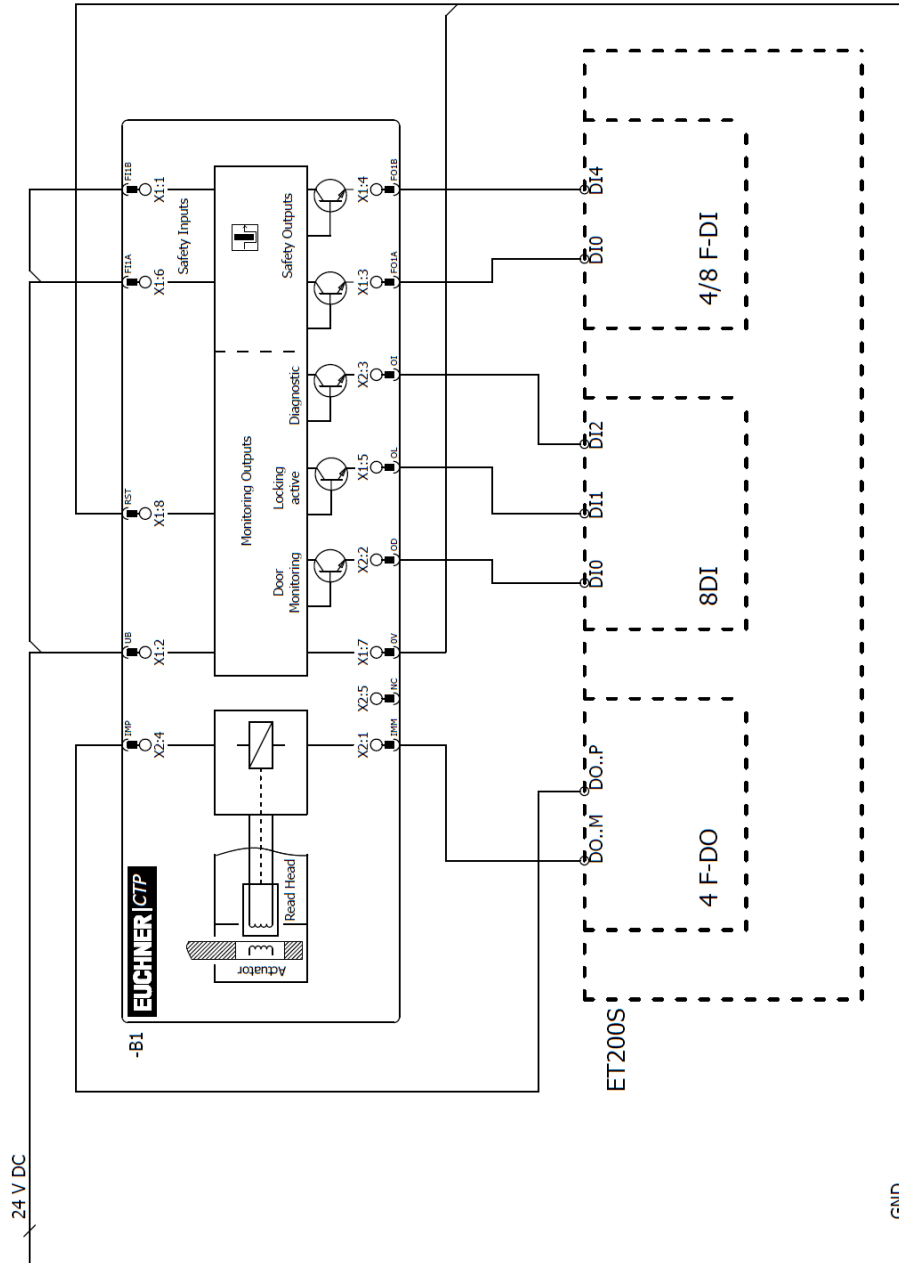 24 V DC
-B1
EUCHNER|CTP
IMP UB RST FI1A FI1B
X2:4 X1:2 X1:8 X1:6 X1:1
Safety Inputs
Monitoring Outputs
Actuator
Read Head
Door
Monitoring
Locking
active
Diagnostic
Safety Outputs
X2:1 X2:5 X1:7 X2:2 X1:5 X2:3 X1:3 X1:4
IMM NC 0V OD OL OI FO1A FO1B
DO..M DO..P DI0 DI1 DI2 DI0 DI4
ET200S
4 F-DO 8DI 4/8 F-DI
GND